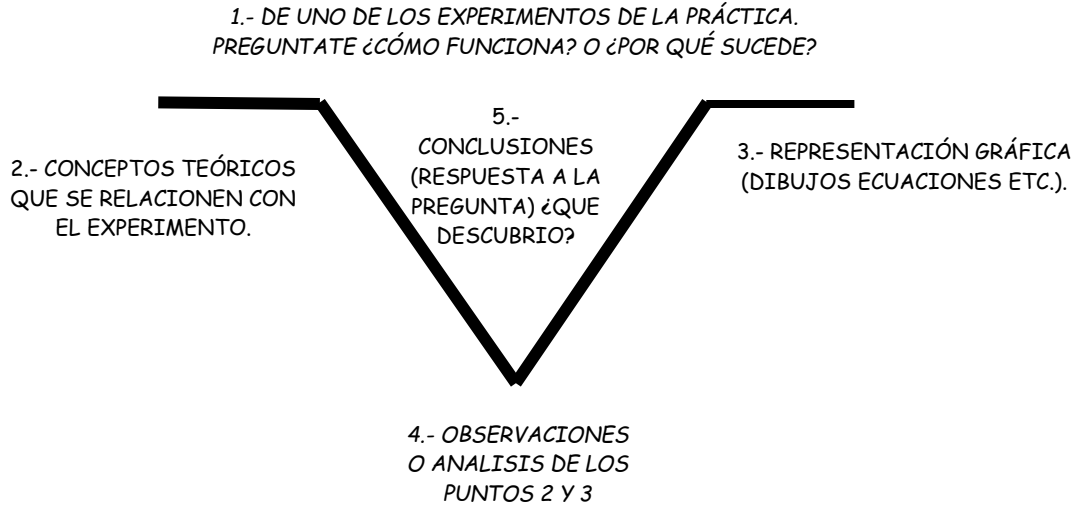 1.- DE UNO DE LOS EXPERIMENTOS DE LA PRÁCTICA.
PREGUNTATE ¿CÓMO FUNCIONA? O ¿POR QUÉ SUCEDE?
2.- CONCEPTOS TEÓRICOS
QUE SE RELACIONEN CON
EL EXPERIMENTO.
5.-
CONCLUSIONES
(RESPUESTA A LA
PREGUNTA) ¿QUE
DESCUBRIO?
3.- REPRESENTACIÓN GRÁFICA
(DIBUJOS ECUACIONES ETC.).
4.- OBSERVACIONES
O ANALISIS DE LOS
PUNTOS 2 Y 3